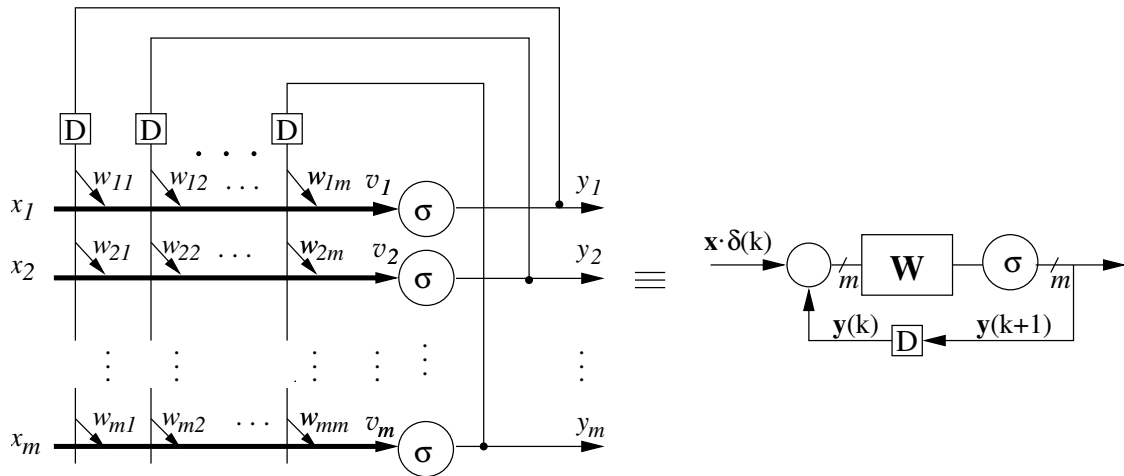 D D D
w11 w12 ... w1m v1 y1
x1 σ
w21 w22 ... w2m v2 y2
x2 σ
≡
x·δ(k) W σ
m m
y(k) D y(k+1)
wm1 wm2 ... wmm vm ym
xm σ